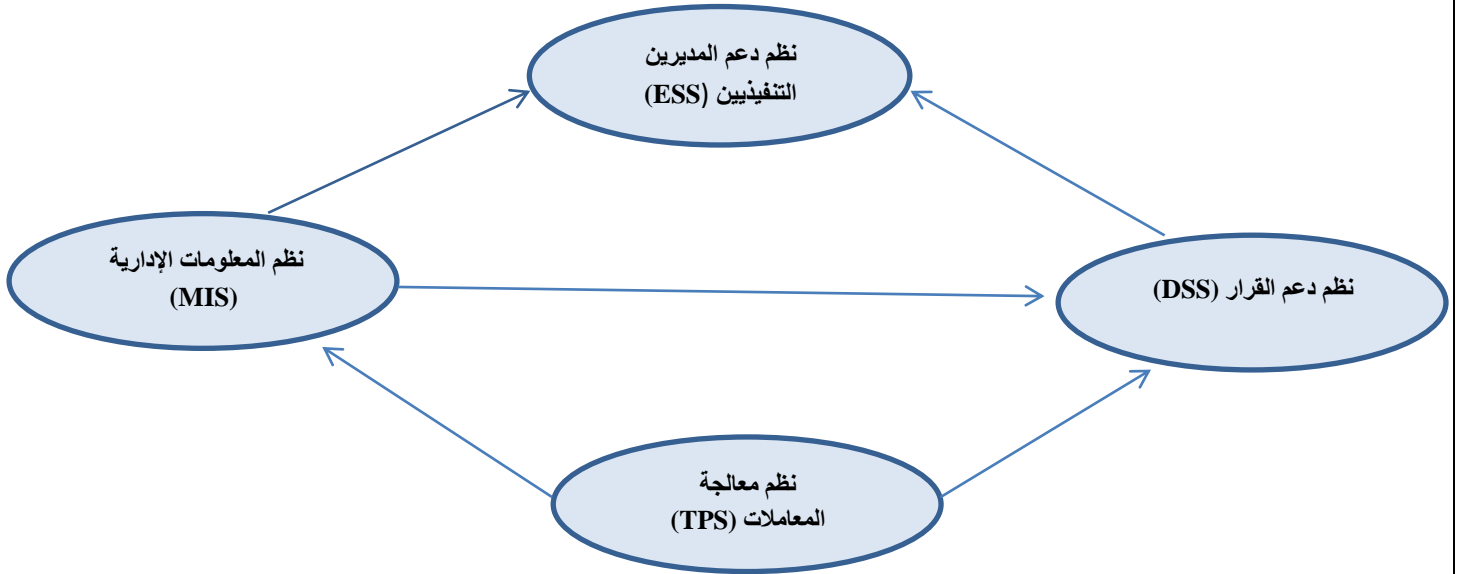 نظم دعم المديرين
التنفيذيين (ESS)
نظم المعلومات الإدارية
(MIS)
نظم دعم القرار (DSS)
نظم معالجة
المعاملات (TPS)